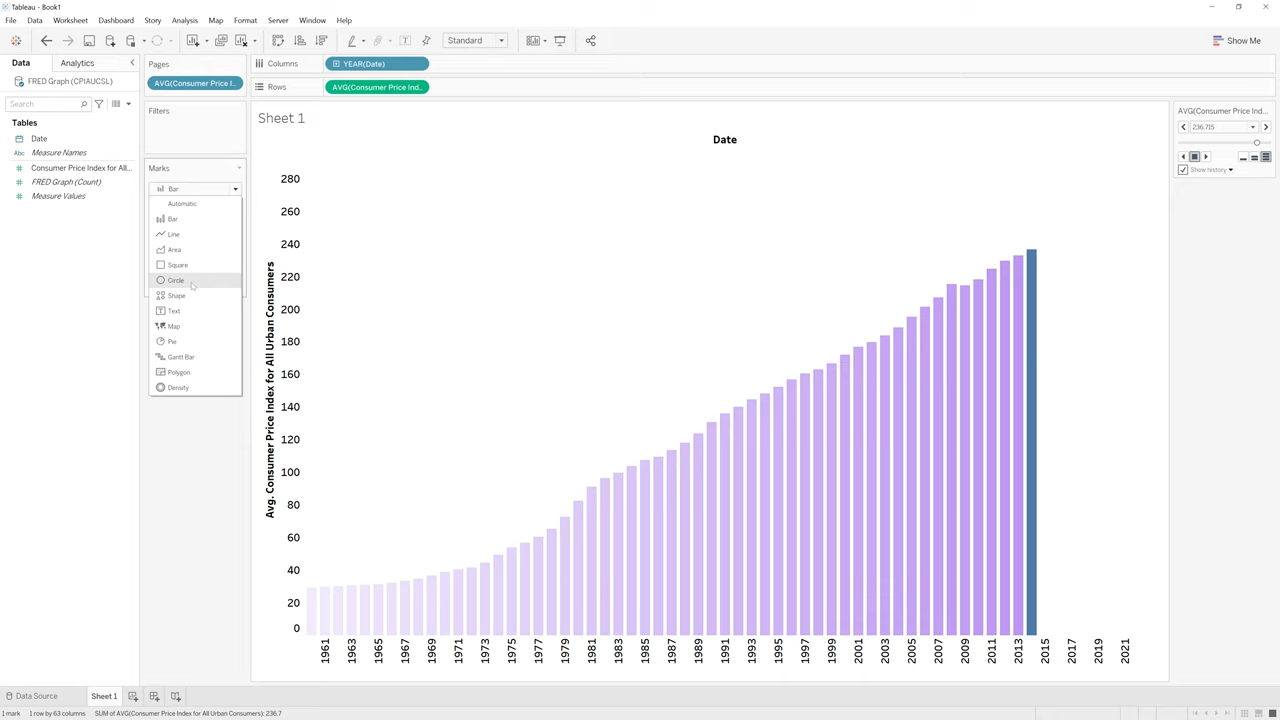 Tableau - Book1
File Data Worksheet Dashboard Story Analysis Map Format Server Window Help
Standard
Show Me
Data Analytics
FRED Graph (CPIAUCSL)
Search
Tables
Date
Abc Measure Names
Consumer Price Index for All...
FRED Graph (Count)
Measure Values
Pages
AVG(Consumer Price I..
Filters
Marks
Bar
Automatic
Bar
Line
Area
Square
Circle
Shape
Text
Map
Pie
Gantt Bar
Polygon
Density
Columns YEAR(Date)
Rows AVG(Consumer Price Ind..
Sheet 1
Date
Avg. Consumer Price Index for All Urban Consumers
280
260
240
220
200
180
160
140
120
100
80
60
40
20
0
1961 1963 1965 1967 1969 1971 1973 1975 1977 1979 1981 1983 1985 1987 1989 1991 1993 1995 1997 1999 2001 2003 2005 2007 2009 2011 2013 2015 2017 2019 2021
AVG(Consumer Price Ind...
236.715
Show history
Data Source Sheet 1
1 mark 1 row by 63 columns SUM of AVG(Consumer Price Index for All Urban Consumers): 236.7